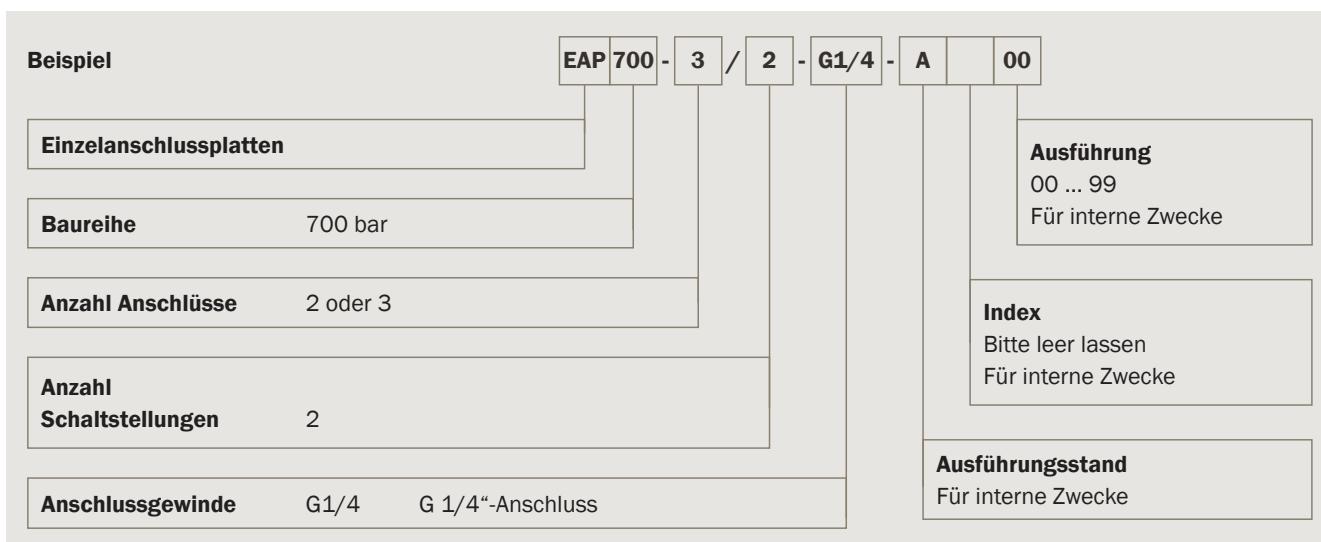 Beispiel EAP 700 - 3 / 2 - G1/4 - A 00
Einzelanschlussplatten
Baureihe 700 bar
Anzahl Anschlüsse 2 oder 3
Anzahl
Schaltstellungen 2
Anschlussgewinde G1/4 G 1/4“-Anschluss
Ausführung
00 ... 99
Für interne Zwecke
Index
Bitte leer lassen
Für interne Zwecke
Ausführungsstand
Für interne Zwecke